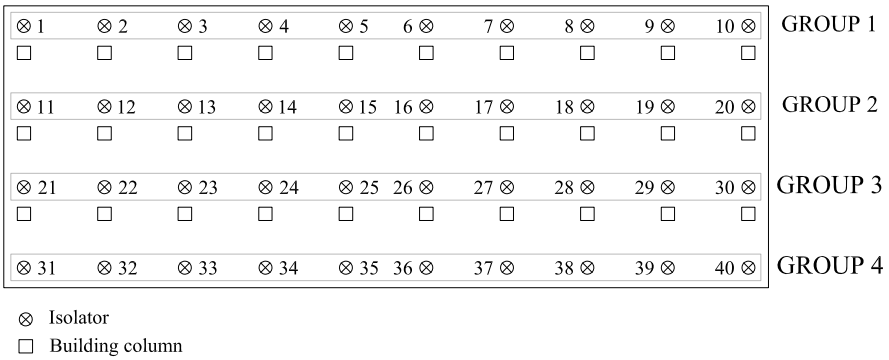 1 2 3 4 5 6 7 8 9 10 GROUP 1
11 12 13 14 15 16 17 18 19 20 GROUP 2
21 22 23 24 25 26 27 28 29 30 GROUP 3
31 32 33 34 35 36 37 38 39 40 GROUP 4
Isolator
Building column